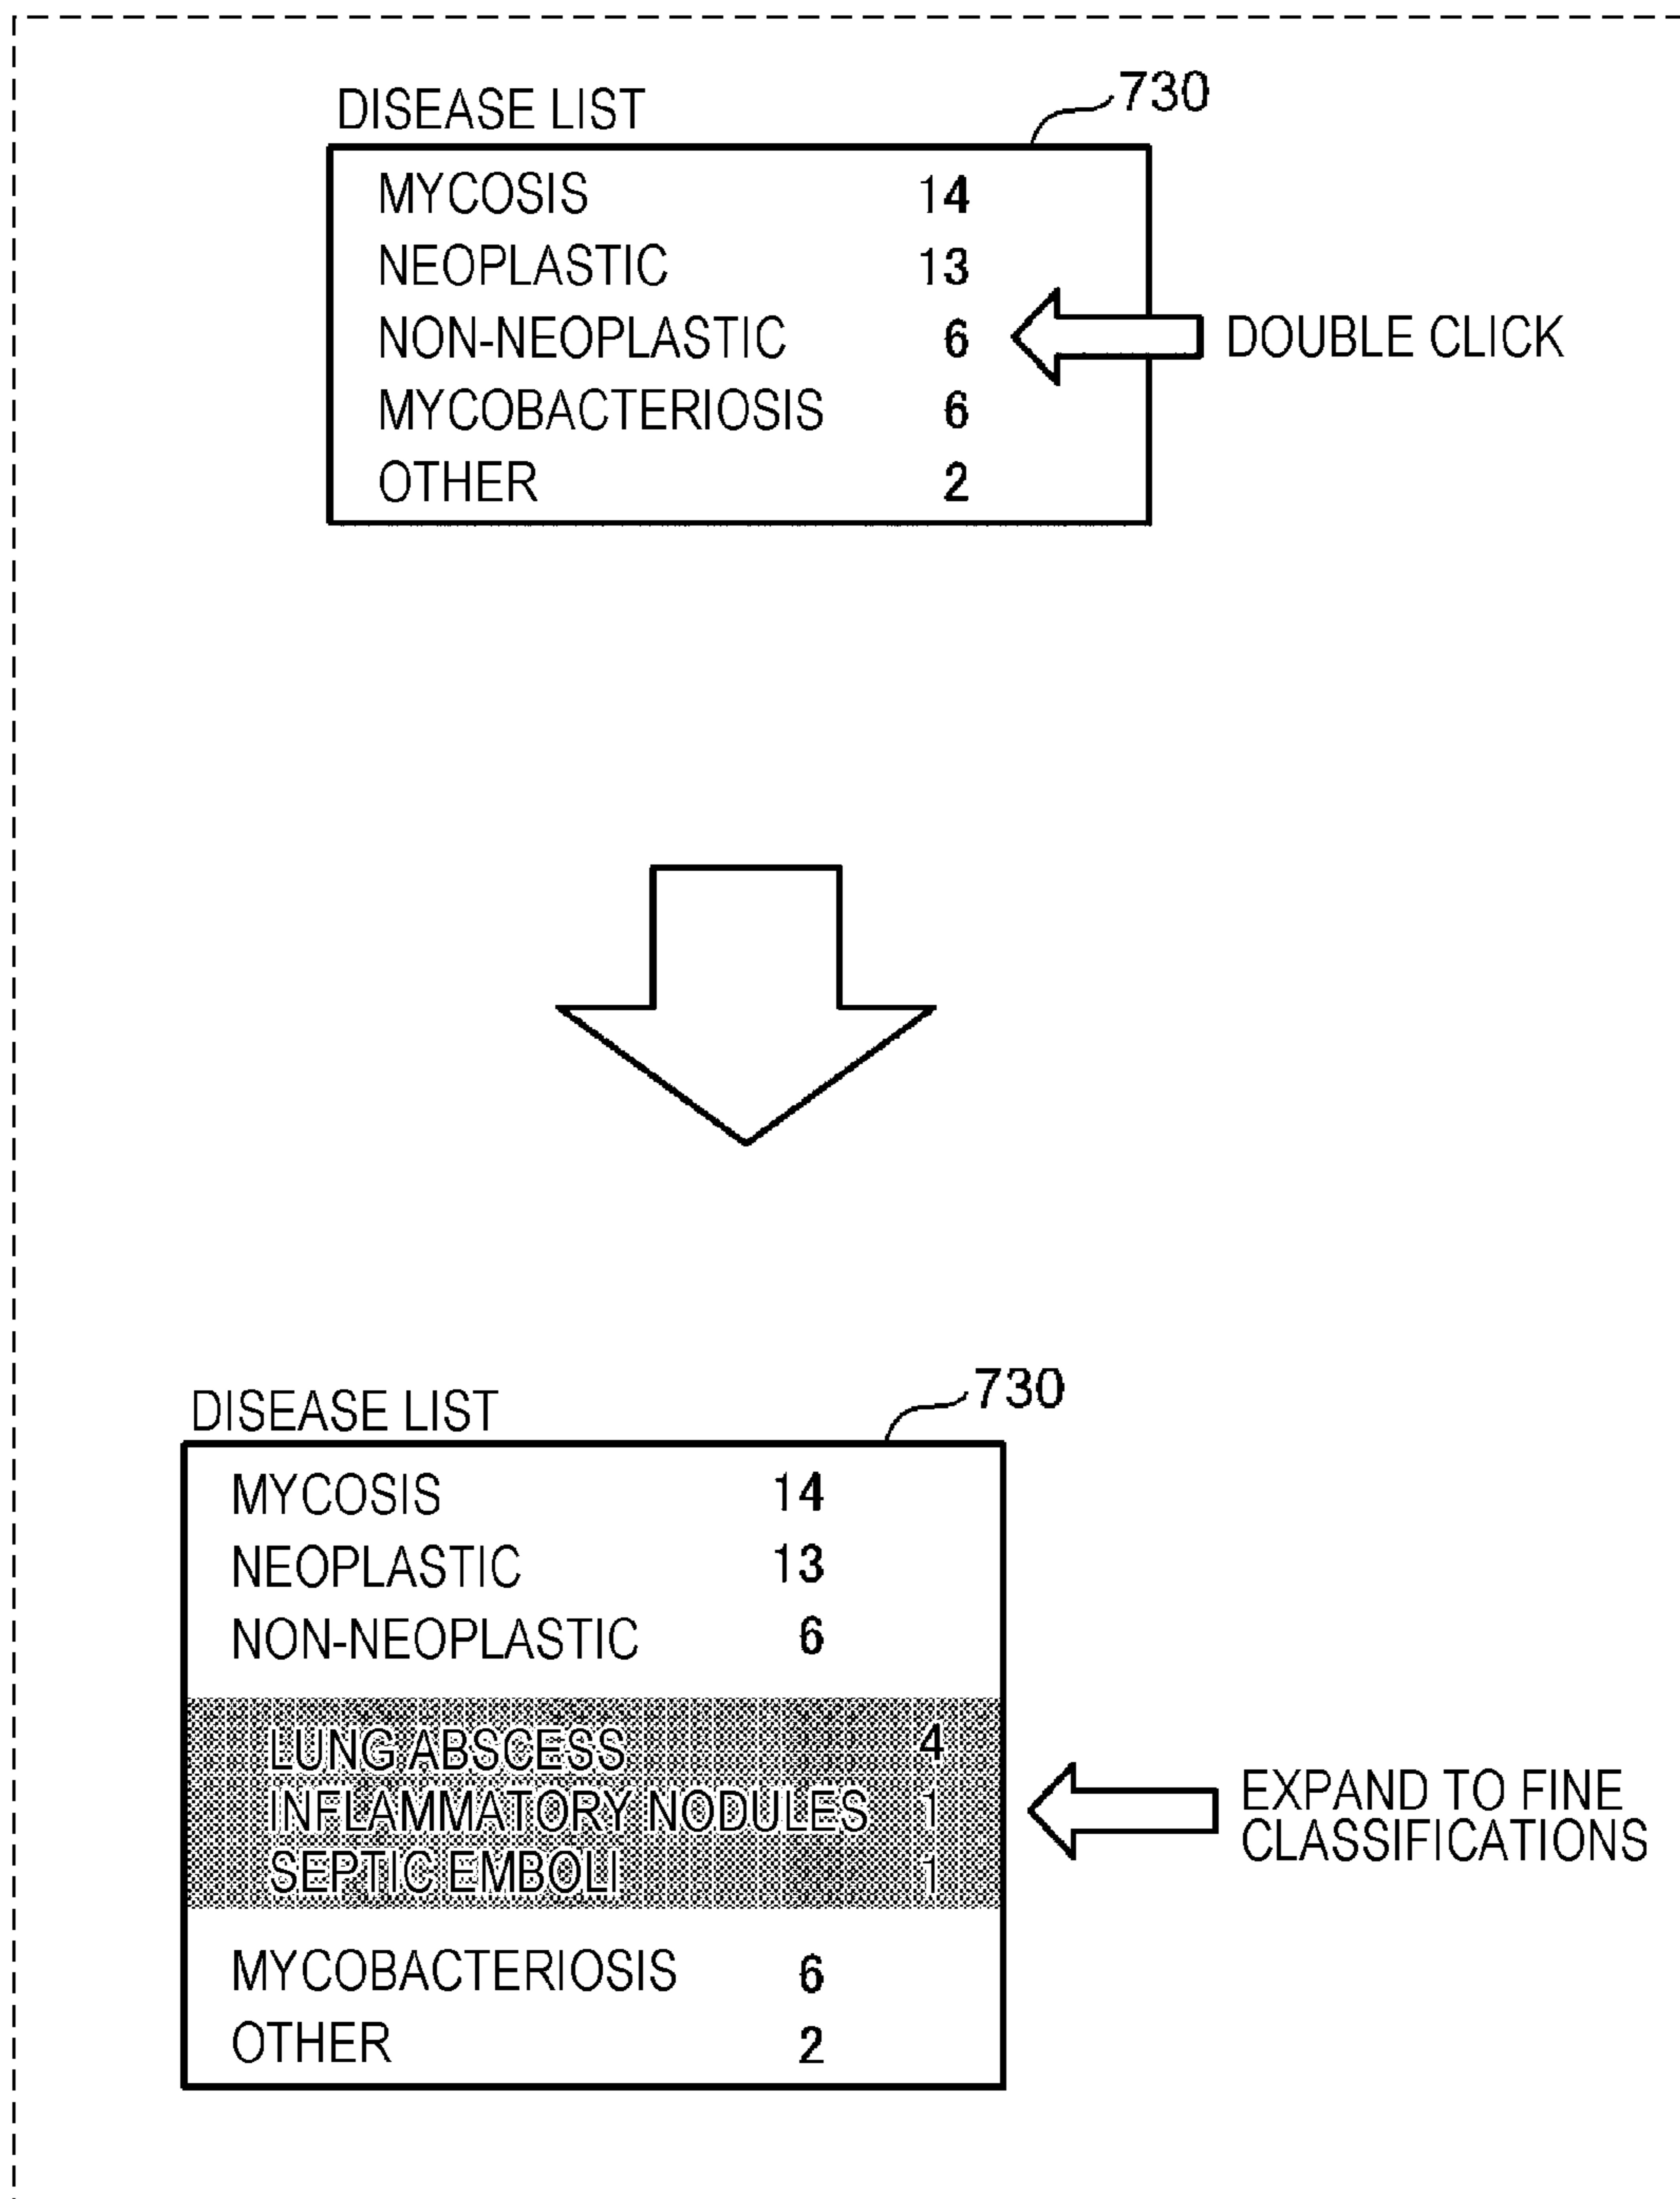 730
DISEASE LIST
MYCOSIS 14
NEOPLASTIC 13
NON-NEOPLASTIC 6
DOUBLE CLICK
MYCOBACTERIOSIS 6
OTHER 2
730
DISEASE LIST
MYCOSIS 14
NEOPLASTIC 13
NON-NEOPLASTIC 6
LUNG ABSCESS 4
INFLAMMATORY NODULES 1
SEPTIC EMBOLI 1
EXPAND TO FINE
CLASSIFICATIONS
MYCOBACTERIOSIS 6
OTHER 2